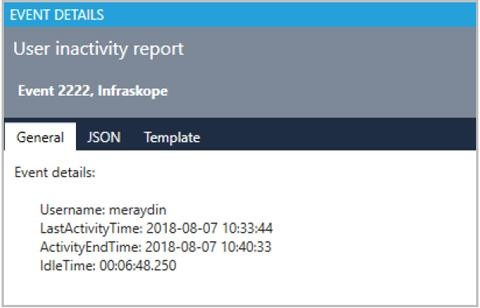 EVENT DETAILS
User inactivity report
Event 2222, Infraskope
General JSON Template
Event details:
Username: meraydin
LastActivityTime: 2018-08-07 10:33:44
ActivityEndTime: 2018-08-07 10:40:33
IdleTime: 00:06:48.250